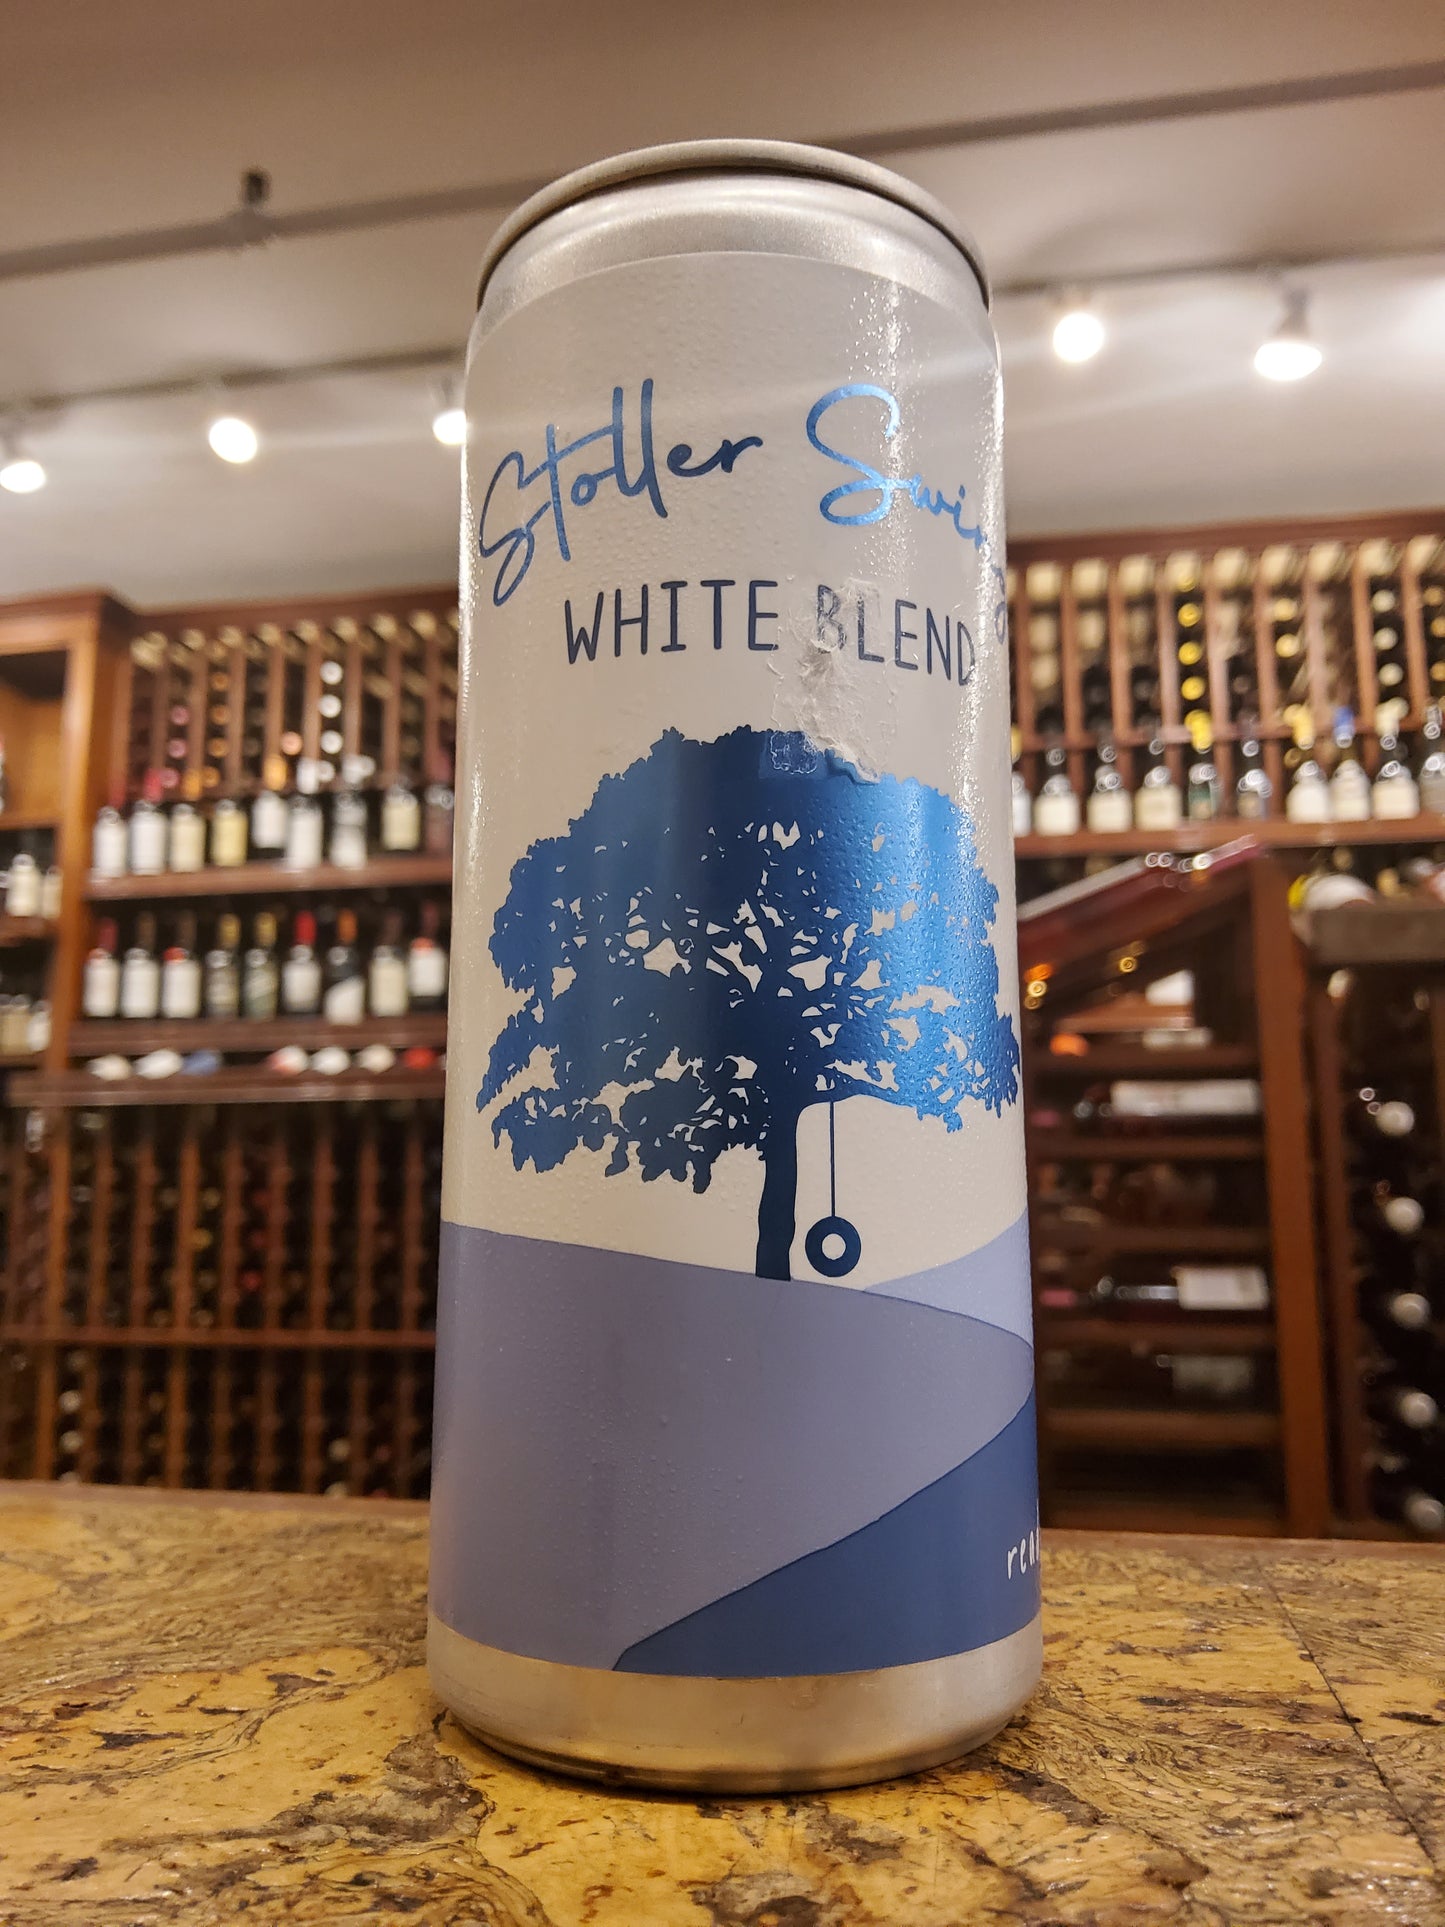 Stoller Swing
WHITE BLEND